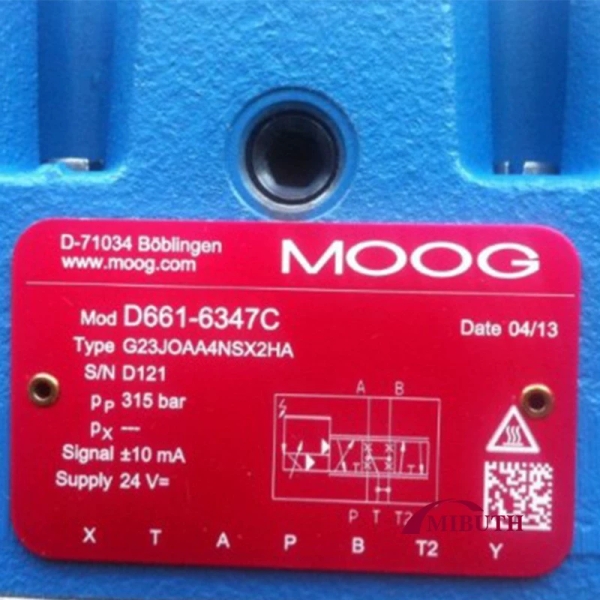 D-71034 Böblingen
www.moog.com
MOOG
Mod D661-6347C
Date 04/13
Type G23JOAA4NSX2HA
S/N D121
pP 315 bar
pX ---
Signal ±10 mA
Supply 24 V=
A B
P T T2
MIBUTH
X T A P B T2 Y